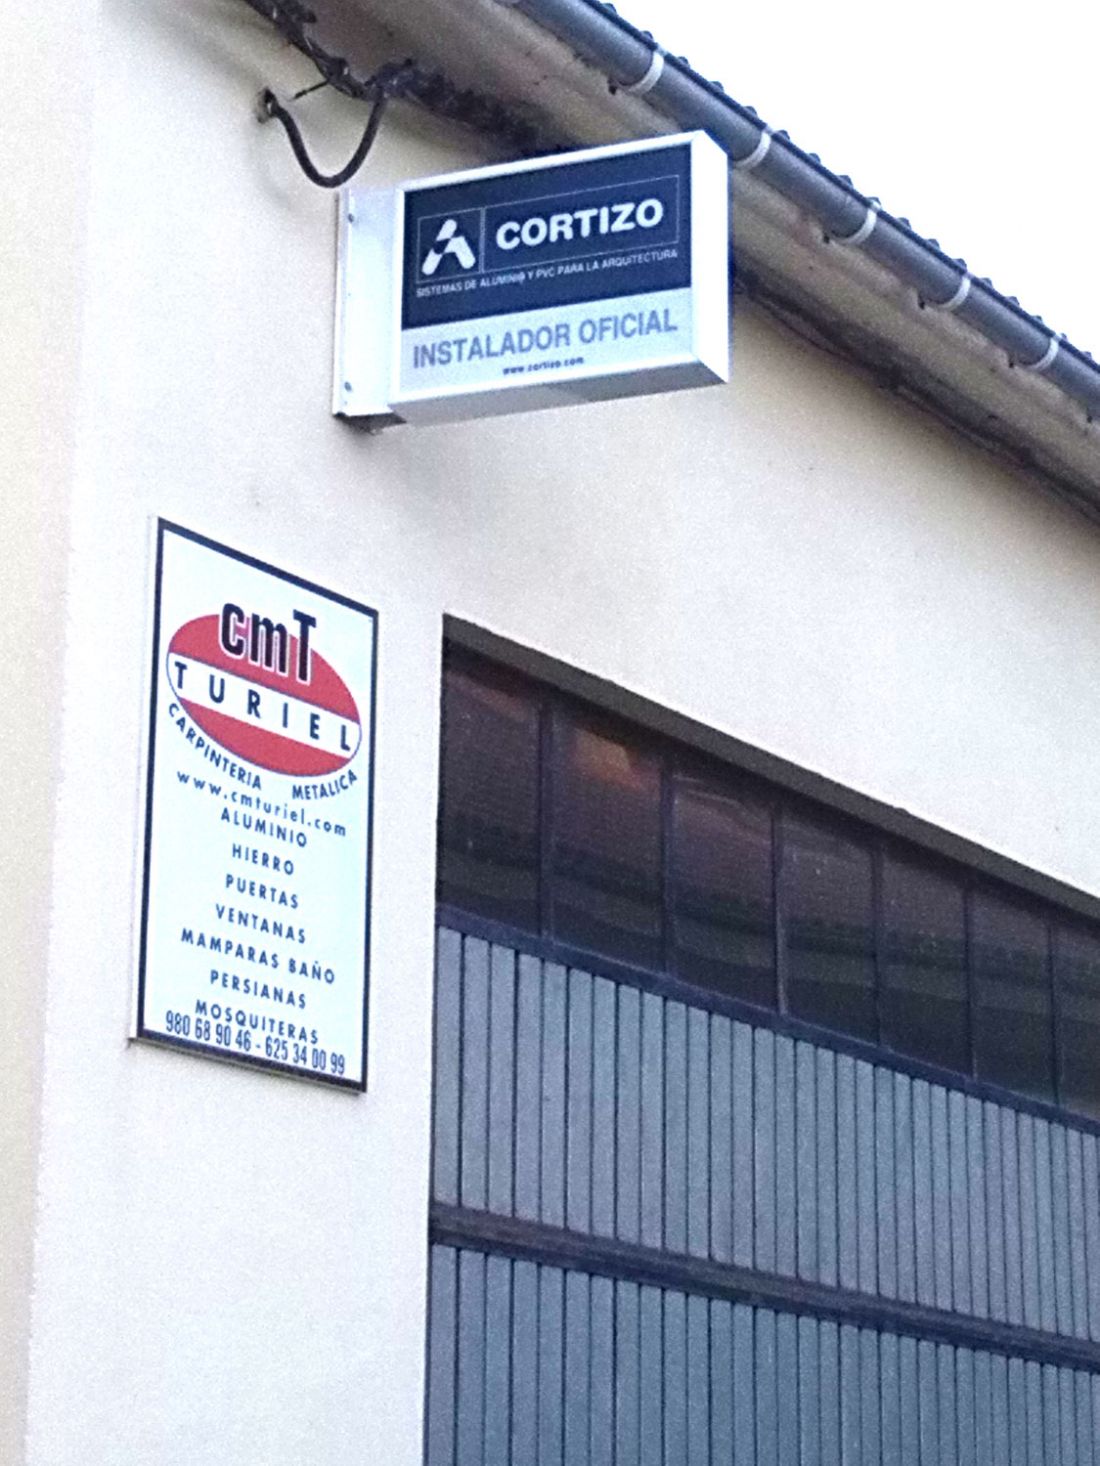 CORTIZO
SISTEMAS DE ALUMINIO Y PVC PARA LA ARQUITECTURA
INSTALADOR OFICIAL
www.cortizo.com
cmT
TURIEL
CARPINTERIA METALICA
www.cmturiel.com
ALUMINIO
HIERRO
PUERTAS
VENTANAS
MAMPARAS BAÑO
PERSIANAS
MOSQUITERAS
980 68 90 46 - 625 34 00 99